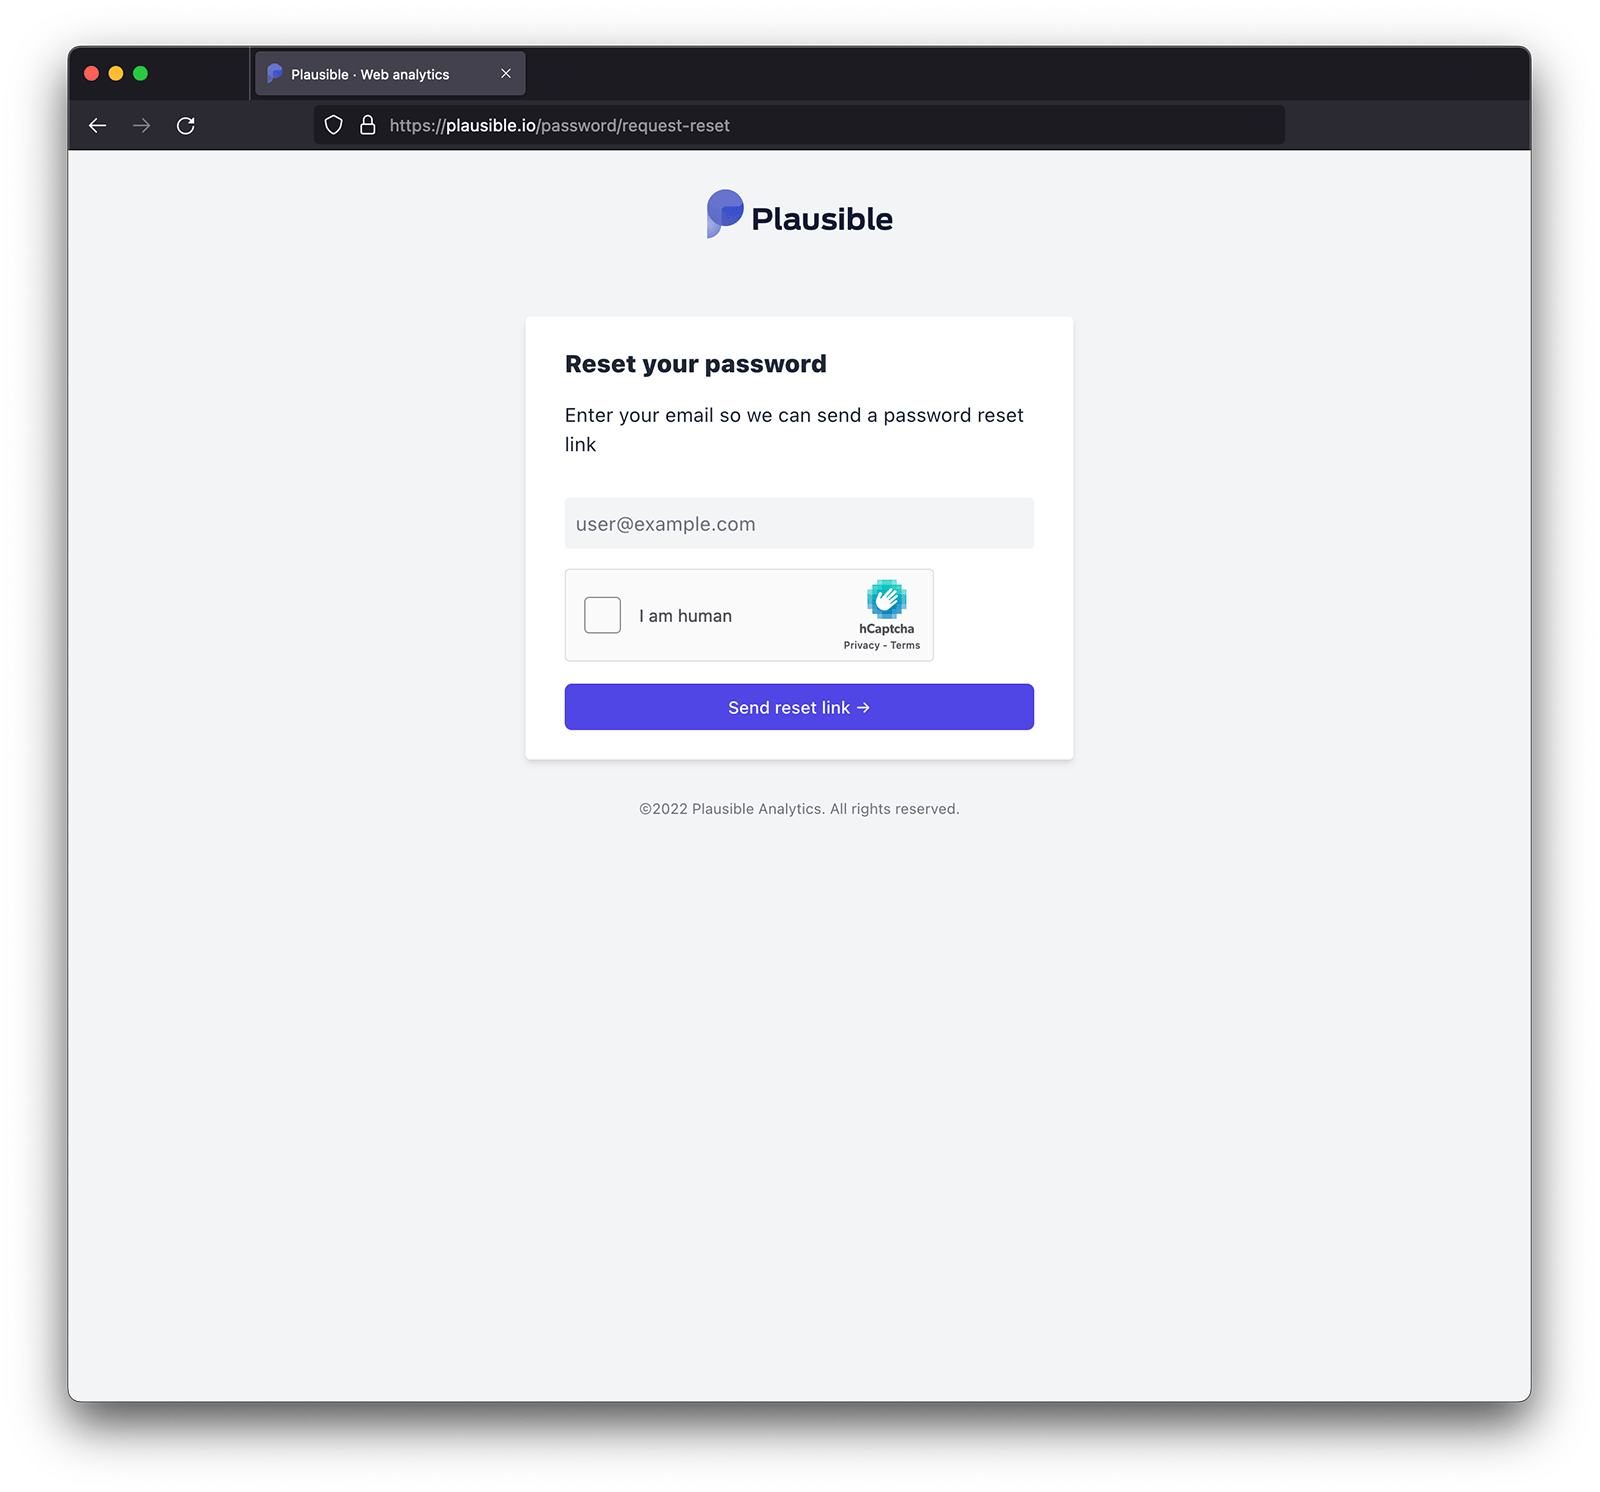 Plausible · Web analytics
https://plausible.io/password/request-reset
Plausible
Reset your password
Enter your email so we can send a password reset
link
user@example.com
I am human
hCaptcha
Privacy - Terms
Send reset link →
©2022 Plausible Analytics. All rights reserved.